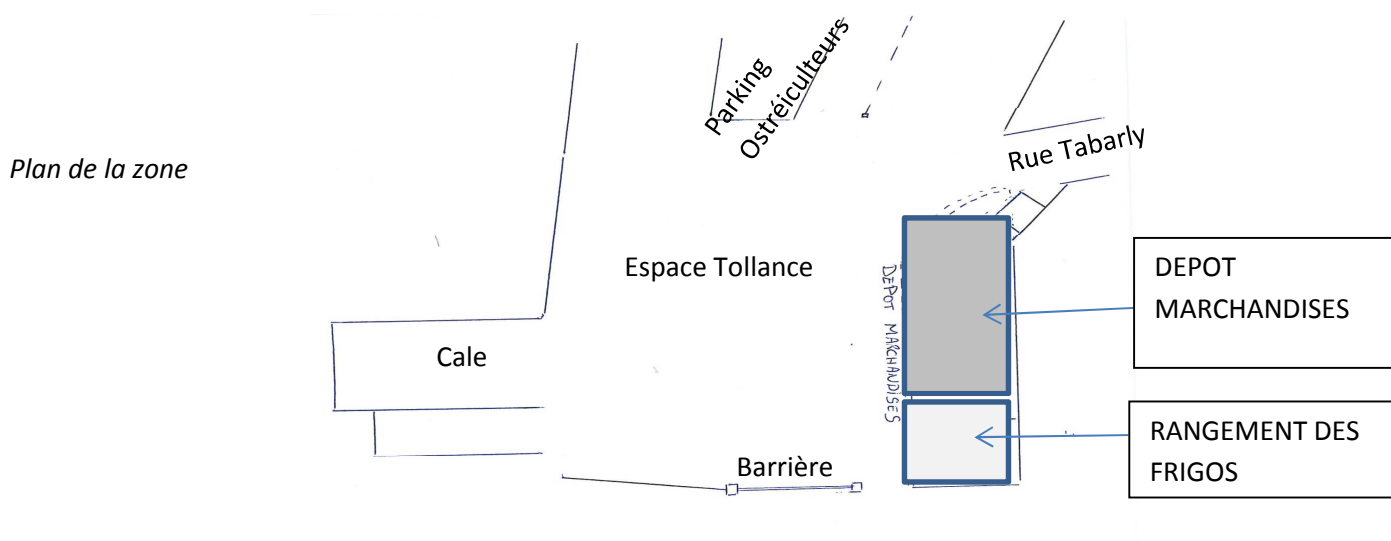 Parking
Ostréiculteurs
Rue Tabarly
Plan de la zone
Espace Tollance
DEPOT
MARCHANDISES
DEPOT MARCHANDISES
Cale
RANGEMENT DES
FRIGOS
Barrière